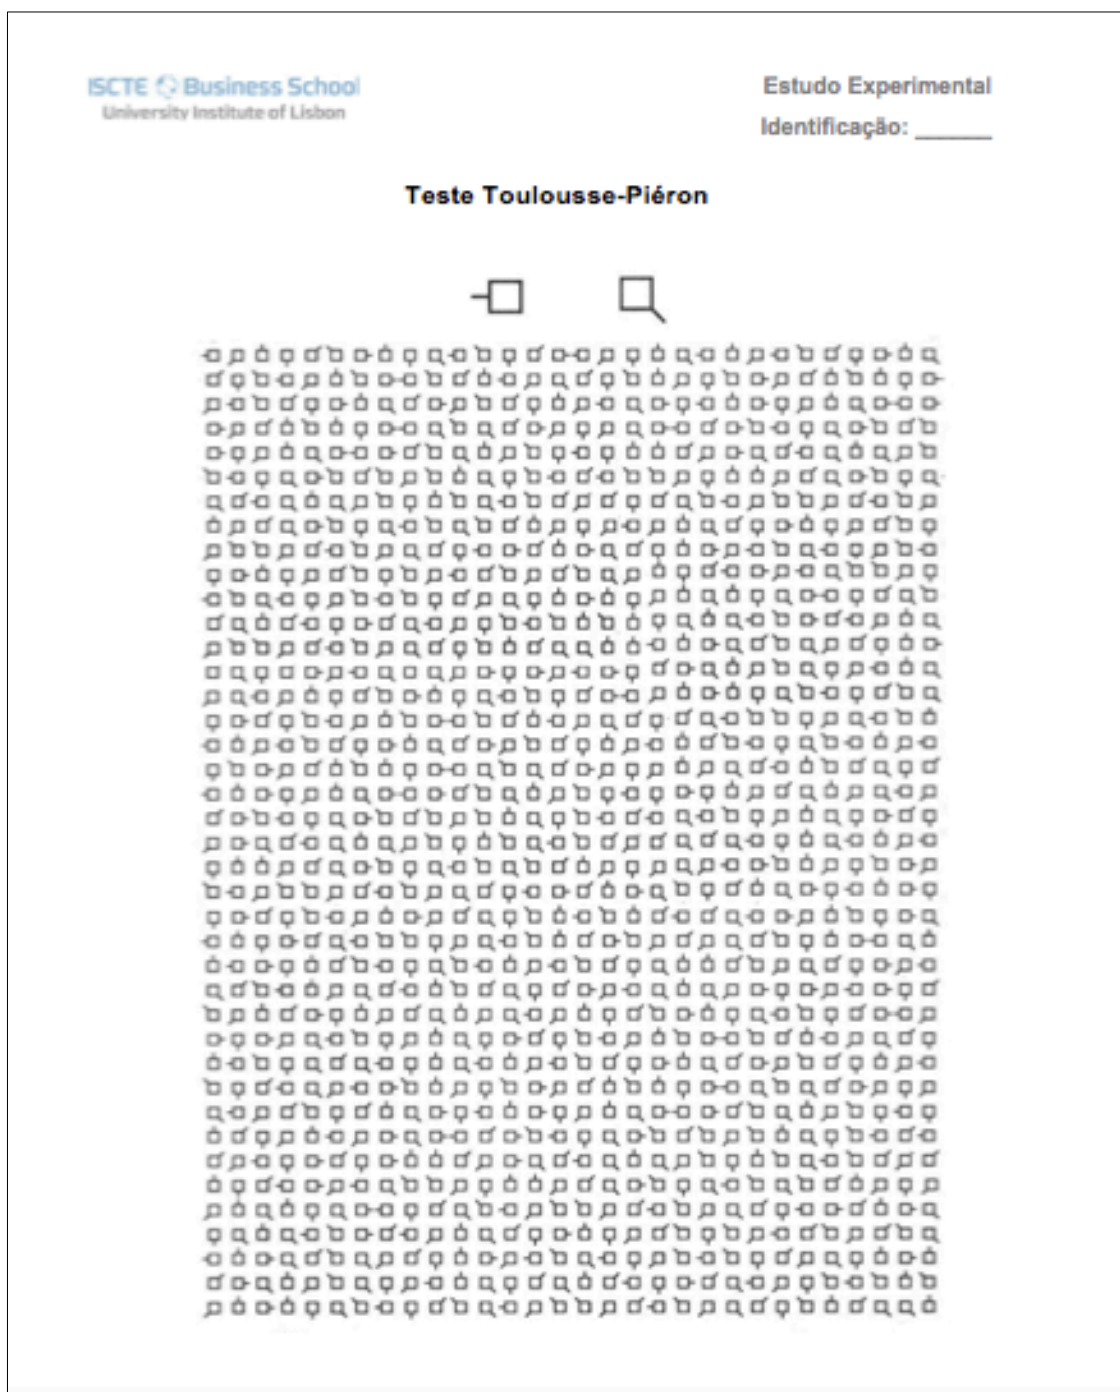 ISCTE Business School
University Institute of Lisbon
Estudo Experimental
Identificação: ______
Teste Toulousse-Piéron